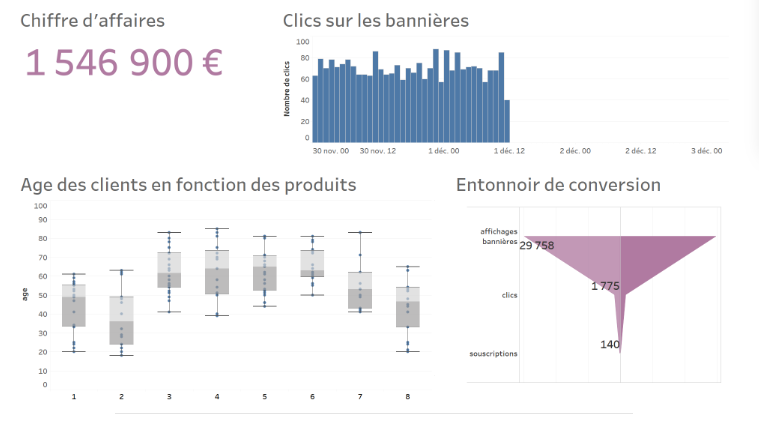 Chiffre d'affaires
1 546 900 €
Clics sur les bannières
Nombre de clics
100
80
60
40
20
0
30 nov. 00 30 nov. 12 1 déc. 00 1 déc. 12 2 déc. 00 2 déc. 12 3 déc. 00
Age des clients en fonction des produits
age
100
90
80
70
60
50
40
30
20
10
0
1 2 3 4 5 6 7 8
Entonnoir de conversion
affichages
bannières
29 758
clics
1 775
souscriptions
140